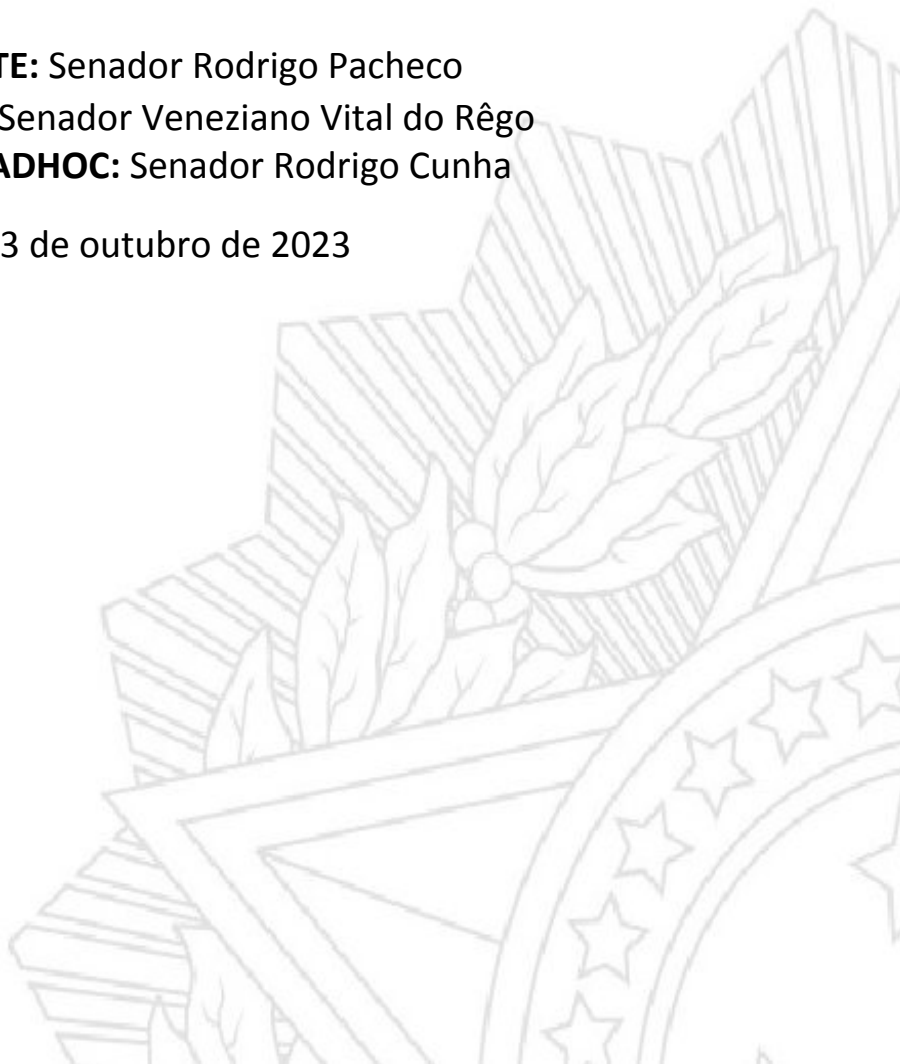 TE: Senador Rodrigo Pacheco
Senador Veneziano Vital do Rêgo
ADHOC: Senador Rodrigo Cunha
3 de outubro de 2023